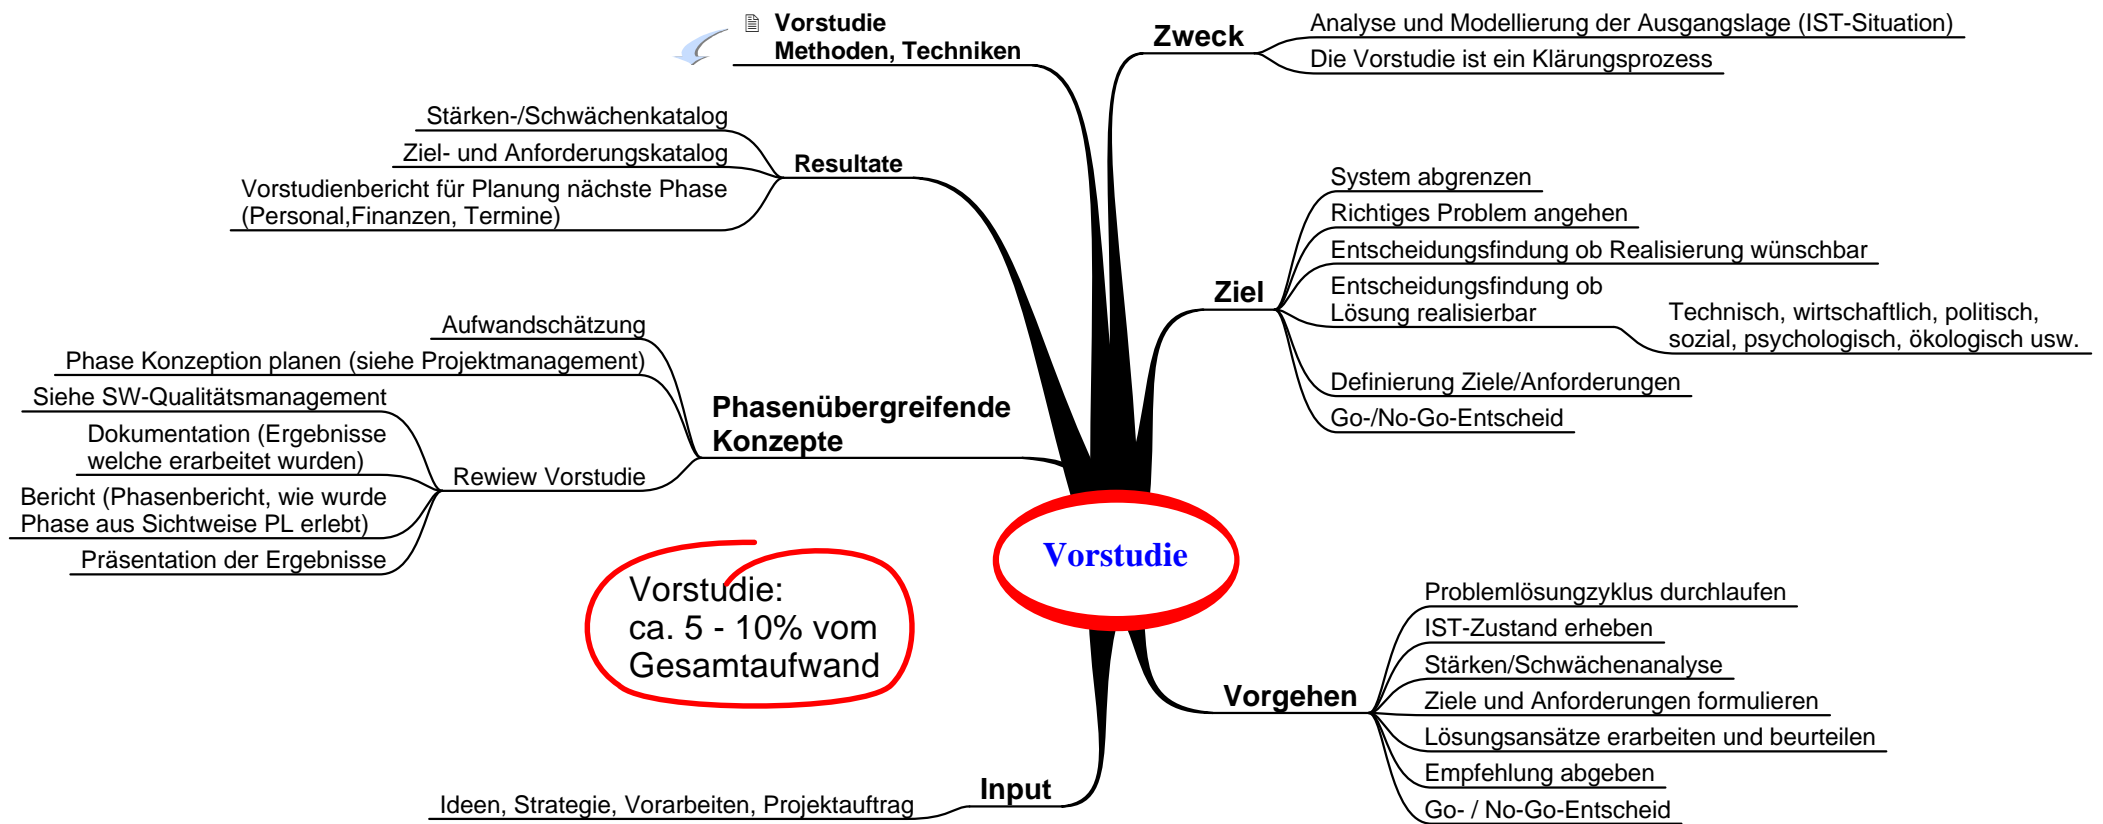 Vorstudie
Methoden, Techniken
Zweck
Analyse und Modellierung der Ausgangslage (IST-Situation)
Die Vorstudie ist ein Klärungsprozess
Stärken-/Schwächenkatalog
Ziel- und Anforderungskatalog
Vorstudienbericht für Planung nächste Phase
(Personal,Finanzen, Termine)
Resultate
Ziel
System abgrenzen
Richtiges Problem angehen
Entscheidungsfindung ob Realisierung wünschbar
Entscheidungsfindung ob
Lösung realisierbar
Technisch, wirtschaftlich, politisch,
sozial, psychologisch, ökologisch usw.
Definierung Ziele/Anforderungen
Go-/No-Go-Entscheid
Aufwandschätzung
Phase Konzeption planen (siehe Projektmanagement)
Siehe SW-Qualitätsmanagement
Dokumentation (Ergebnisse
welche erarbeitet wurden)
Bericht (Phasenbericht, wie wurde
Phase aus Sichtweise PL erlebt)
Präsentation der Ergebnisse
Rewiew Vorstudie
Phasenübergreifende
Konzepte
Vorstudie
Vorstudie:
ca. 5 - 10% vom
Gesamtaufwand
Vorgehen
Problemlösungzyklus durchlaufen
IST-Zustand erheben
Stärken/Schwächenanalyse
Ziele und Anforderungen formulieren
Lösungsansätze erarbeiten und beurteilen
Empfehlung abgeben
Go- / No-Go-Entscheid
Ideen, Strategie, Vorarbeiten, Projektauftrag
Input